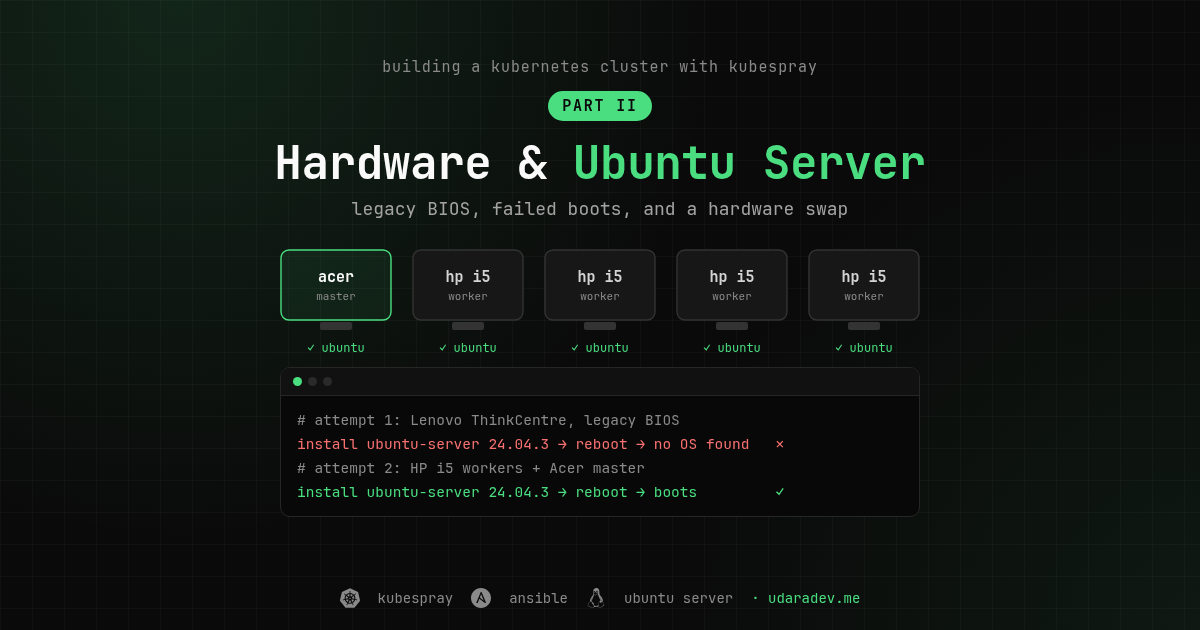 building a kubernetes cluster with kubespray
PART II
Hardware & Ubuntu Server
legacy BIOS, failed boots, and a hardware swap
acer hp i5 hp i5 hp i5 hp i5
master worker worker worker worker
✓ ubuntu ✓ ubuntu ✓ ubuntu ✓ ubuntu ✓ ubuntu
# attempt 1: Lenovo ThinkCentre, legacy BIOS
install ubuntu-server 24.04.3 → reboot → no OS found ×
# attempt 2: HP i5 workers + Acer master
install ubuntu-server 24.04.3 → reboot → boots ✓
kubespray ansible ubuntu server · udaradev.me